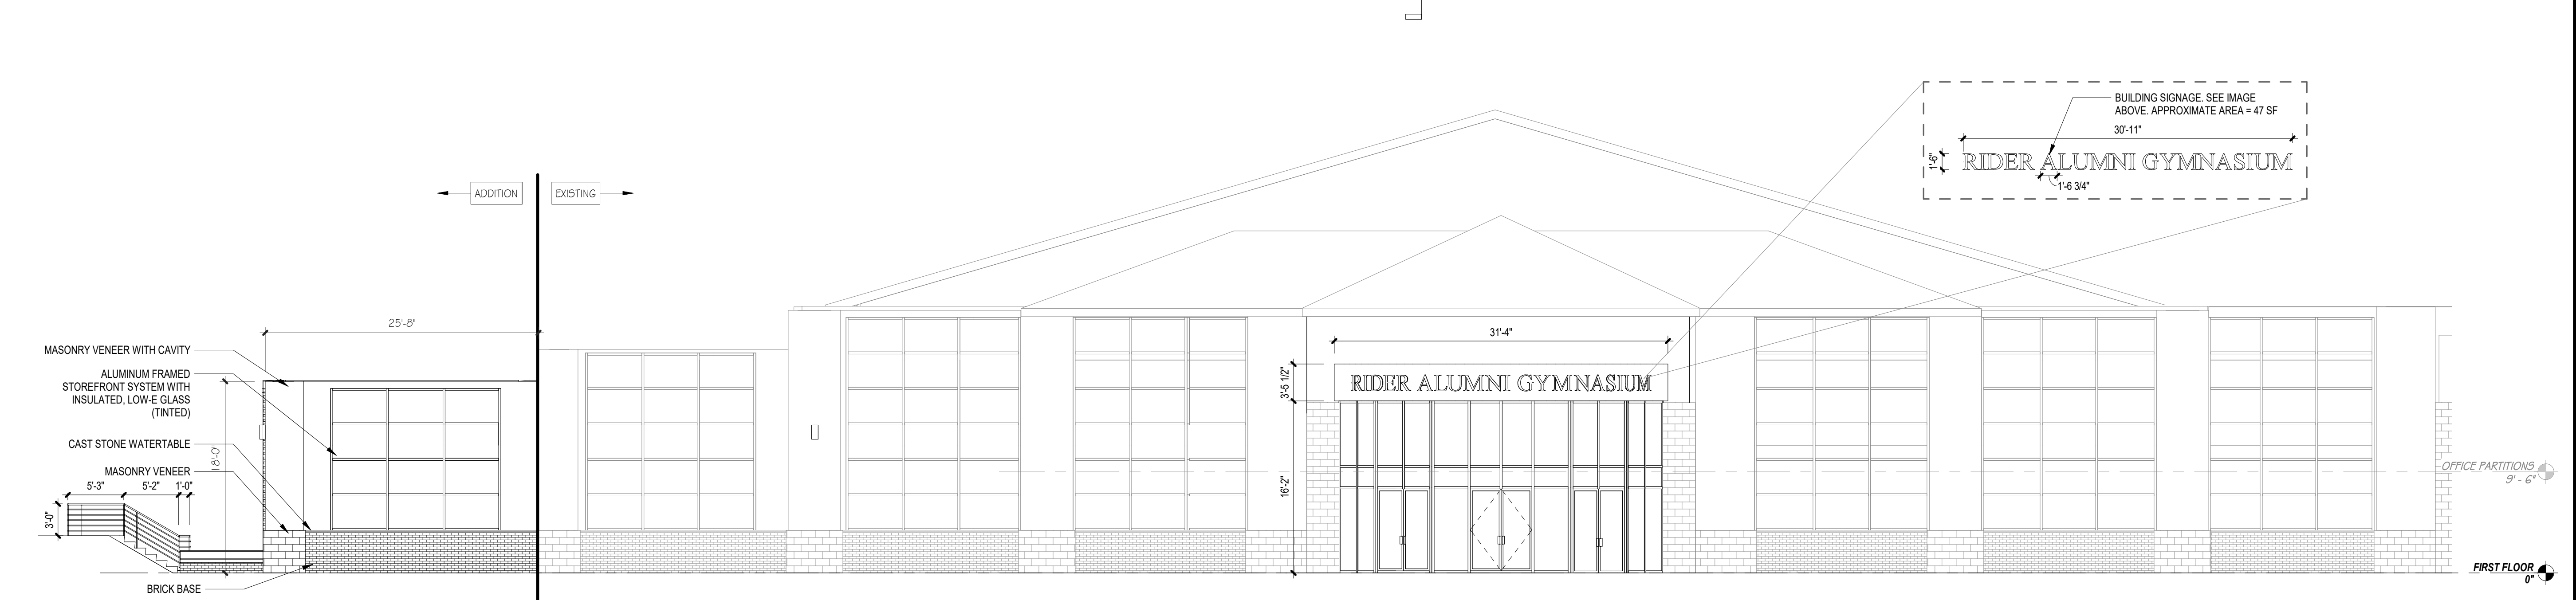 BUILDING SIGNAGE. SEE IMAGE
ABOVE. APPROXIMATE AREA = 47 SF
30'-11"
1'-6"
RIDER ALUMNI GYMNASIUM
1'-6 3/4"
ADDITION
EXISTING
25'-8"
31'-4"
MASONRY VENEER WITH CAVITY
ALUMINUM FRAMED
STOREFRONT SYSTEM WITH
INSULATED, LOW-E GLASS
(TINTED)
3'-5 1/2"
RIDER ALUMNI GYMNASIUM
CAST STONE WATERTABLE
18'-0"
MASONRY VENEER
OFFICE PARTITIONS
9' - 6"
5'-3"
5'-2"
1'-0"
16'-2"
3'-0"
FIRST FLOOR
0"
BRICK BASE